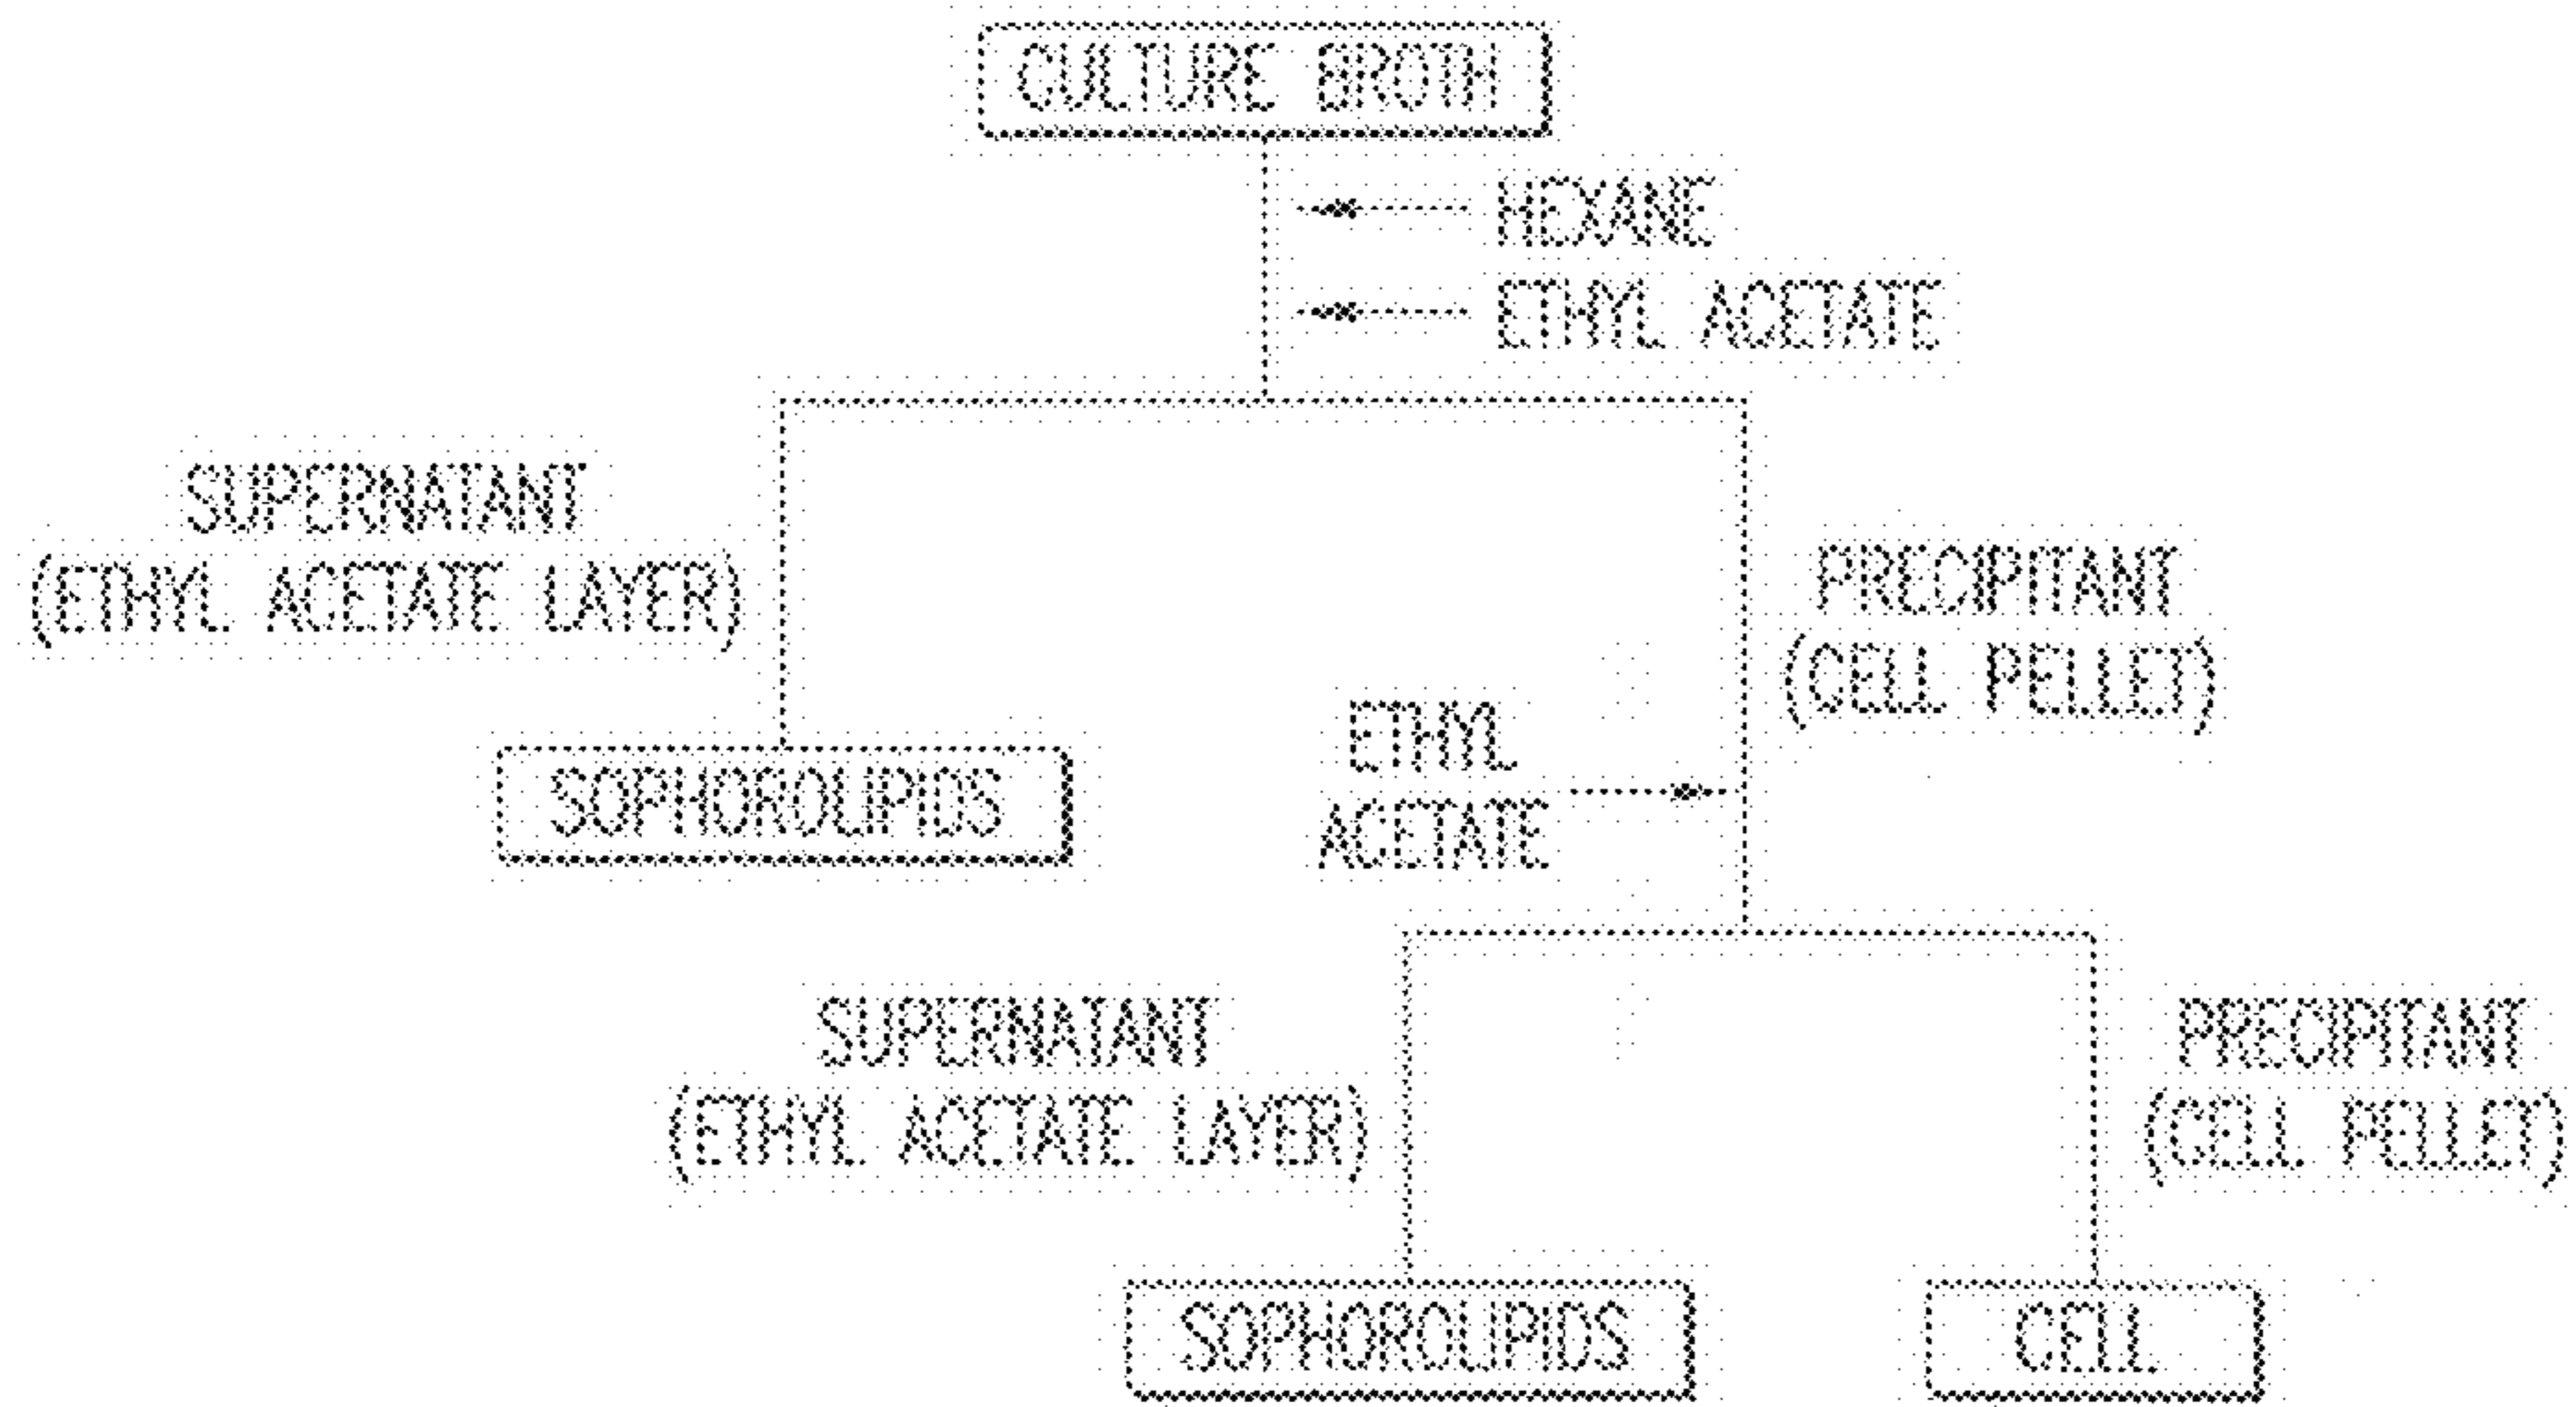 CULTURE BROTH
HEXANE
ETHYL ACETATE
SUPERNATANT
(ETHYL ACETATE LAYER)
PRECIPITANT
(CELL PELLET)
SOPHOROLIPIDS
ETHYL
ACETATE
SUPERNATANT
(ETHYL ACETATE LAYER)
PRECIPITANT
(CELL PELLET)
SOPHOROLIPIDS
CELL